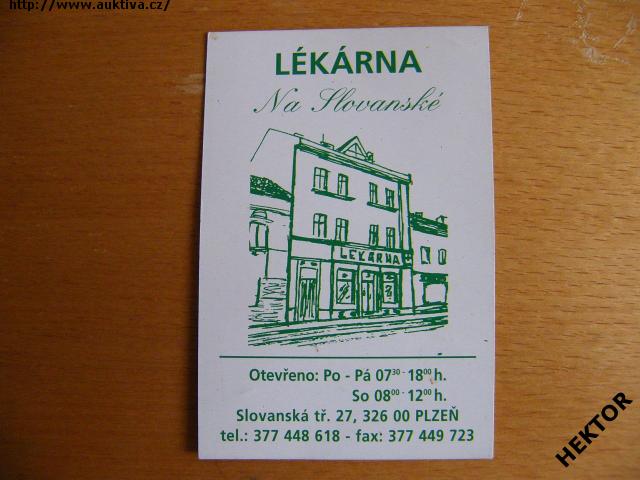 http://www.auktiva.cz/
LÉKÁRNA
Na Slovanské
LÉKÁRNA
Otevřeno: Po - Pá 07³⁰ - 18⁰⁰ h.
So 08⁰⁰ - 12⁰⁰ h.
Slovanská tř. 27, 326 00 PLZEŇ
tel.: 377 448 618 - fax: 377 449 723
HEKTOR